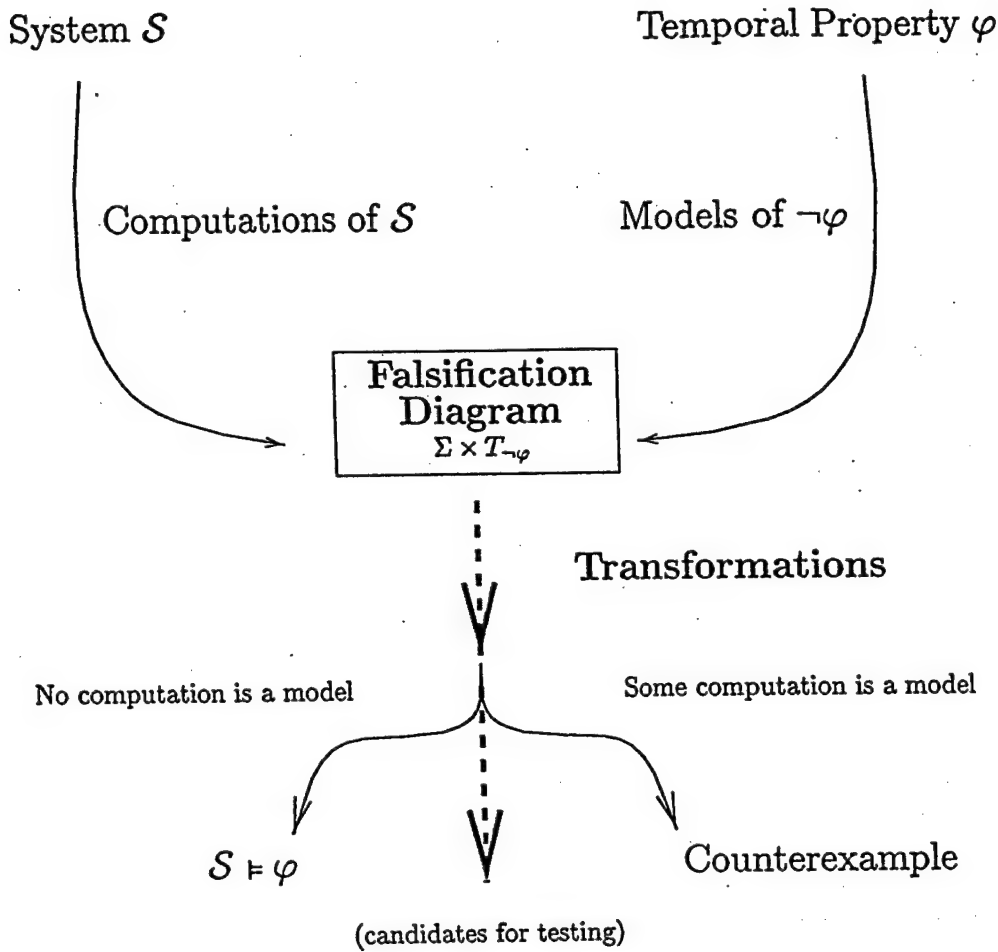 System 𝒮
Temporal Property φ
Computations of 𝒮
Models of ¬φ
Falsification
Diagram
Σ × T¬φ
Transformations
No computation is a model
Some computation is a model
𝒮 ⊨ φ
Counterexample
(candidates for testing)